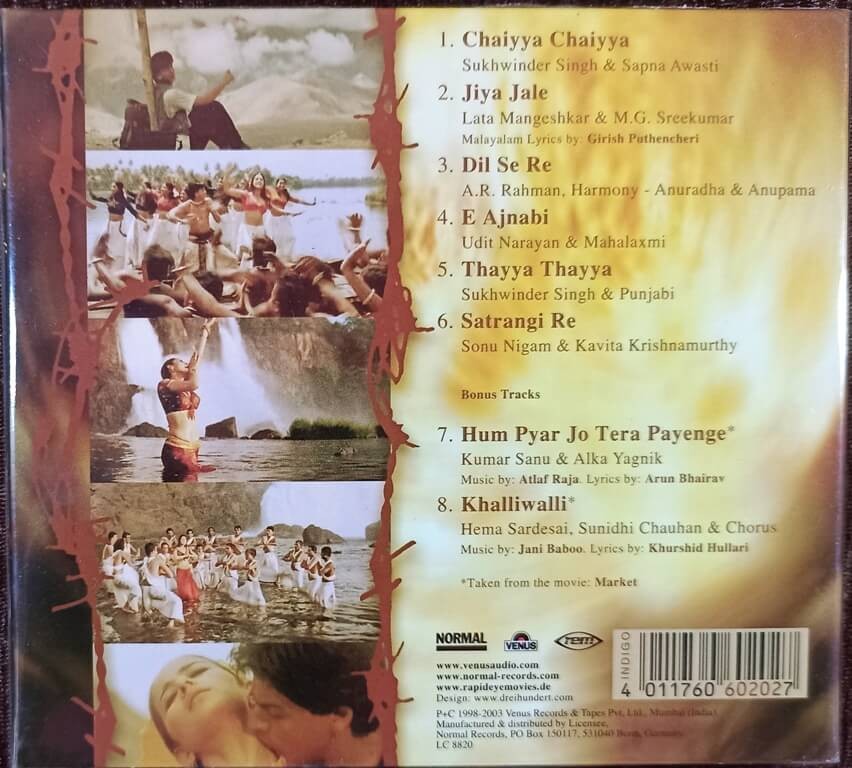 1. Chaiyya Chaiyya
Sukhwinder Singh & Sapna Awasti
2. Jiya Jale
Lata Mangeshkar & M.G. Sreekumar
Malayalam Lyrics by: Girish Puthencheri
3. Dil Se Re
A.R. Rahman, Harmony - Anuradha & Anupama
4. E Ajnabi
Udit Narayan & Mahalaxmi
5. Thayya Thayya
Sukhwinder Singh & Punjabi
6. Satrangi Re
Sonu Nigam & Kavita Krishnamurthy
Bonus Tracks
7. Hum Pyar Jo Tera Payenge*
Kumar Sanu & Alka Yagnik
Music by: Atlaf Raja. Lyrics by: Arun Bhairav
8. Khalliwalli*
Hema Sardesai, Sunidhi Chauhan & Chorus
Music by: Jani Baboo. Lyrics by: Khurshid Hullari
*Taken from the movie: Market
NORMAL VENUS rem
www.venusaudio.com
www.normal-records.com
www.rapideyemovies.de
Design: www.dreihundert.com
INDIGO
4 011760 602027
P+C 1998-2003 Venus Records & Tapes Pvt. Ltd., Mumbai (India)
Manufactured & distributed by Licensee,
Normal Records, PO Box 150117, 531040 Bonn, Germany
LC 8820